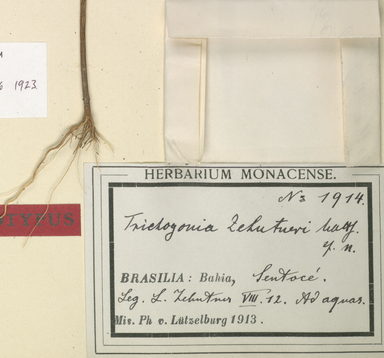 1923
HERBARIUM MONACENSE.
No 1914.
Trichogonia Zehntneri Mattf.
BRASILIA: Bahia, Sentocé.
Leg. L. Zehntner VIII. 12. Ad aquas.
Mis. Ph v. Lützelburg 1913.